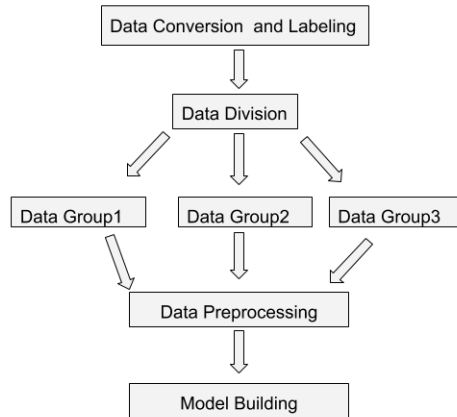 Data Conversion and Labeling
Data Division
Data Group1
Data Group2
Data Group3
Data Preprocessing
Model Building